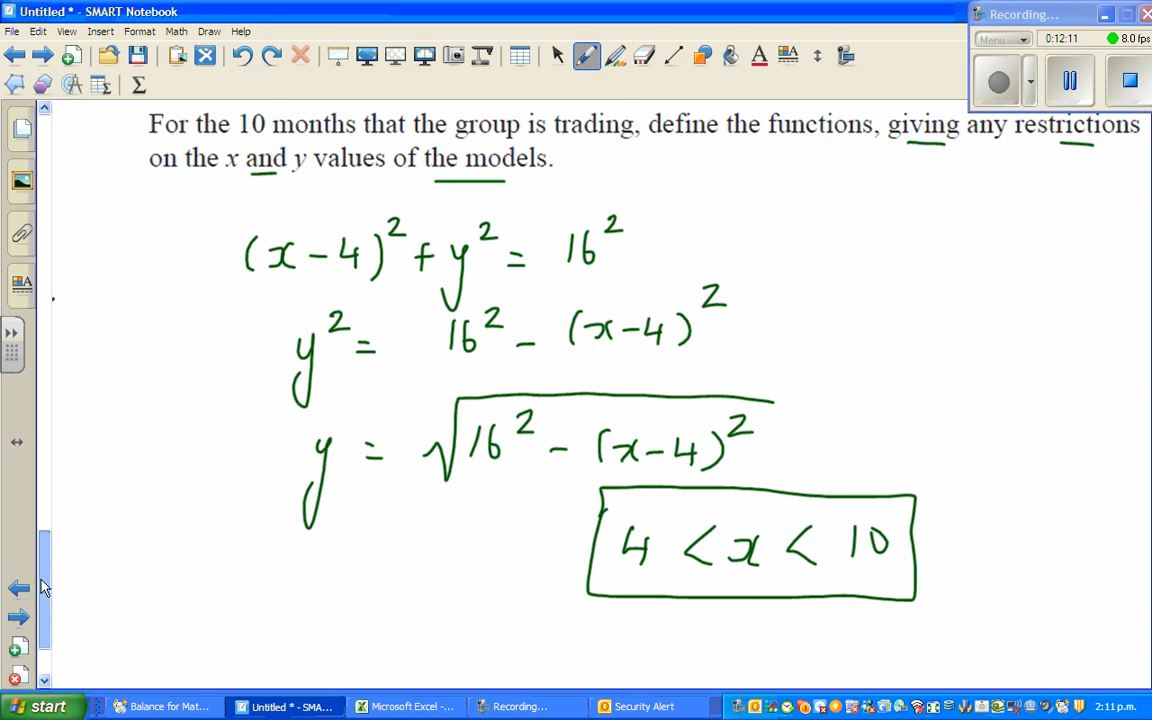 Untitled * - SMART Notebook
File Edit View Insert Format Math Draw Help
Recording...
Menu 0:12:11 8.0 fps
For the 10 months that the group is trading, define the functions, giving any restrictions
on the x and y values of the models.
(x-4)² + y² = 16²
y² = 16² - (x-4)²
y = √(16² - (x-4)²)
4 < x < 10
start Balance for Mat... Untitled * - SMA... Microsoft Excel -... Recording... Security Alert 2:11 p.m.